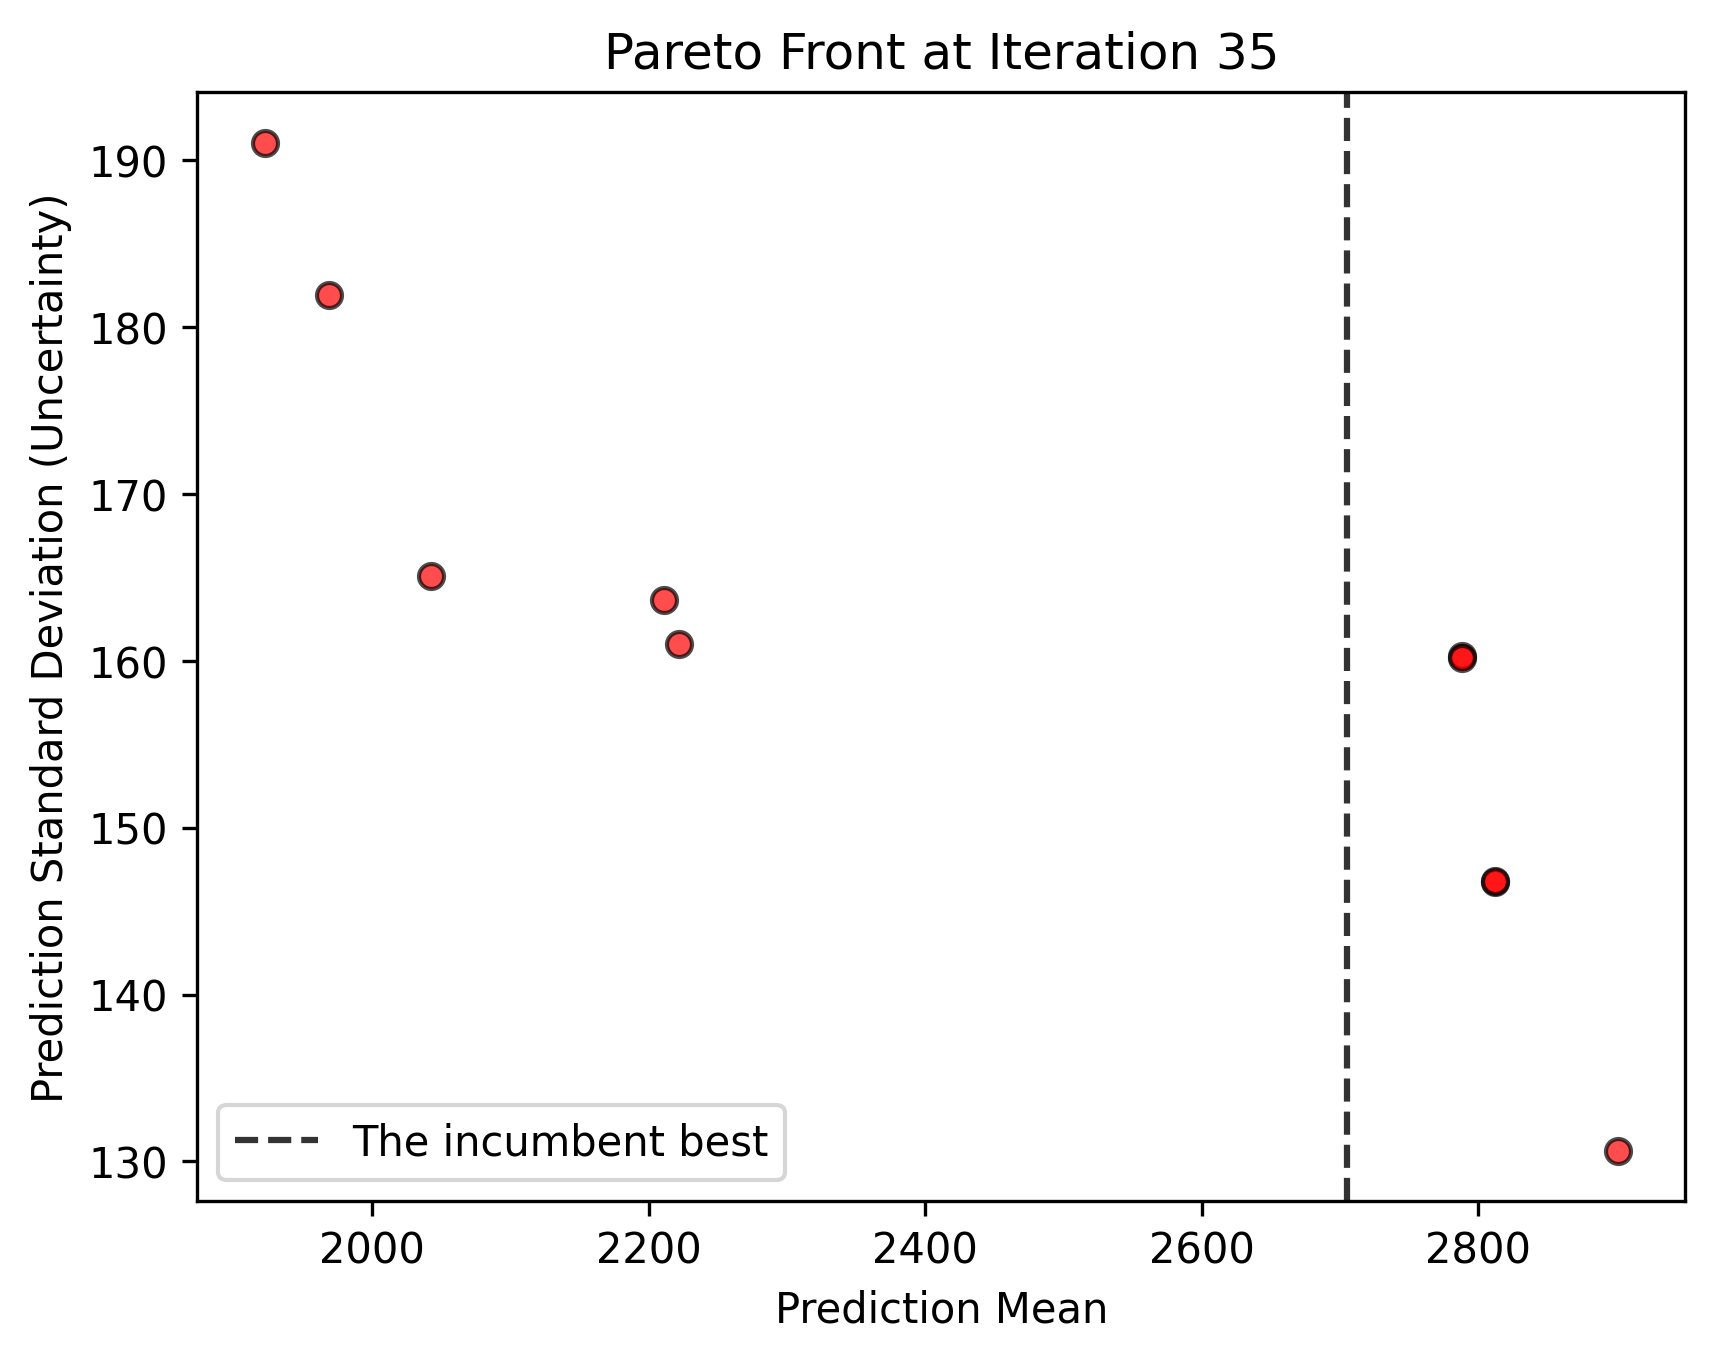 Pareto Front at Iteration 35
Prediction Standard Deviation (Uncertainty)
190
180
170
160
150
140
130
The incumbent best
2000 2200 2400 2600 2800
Prediction Mean